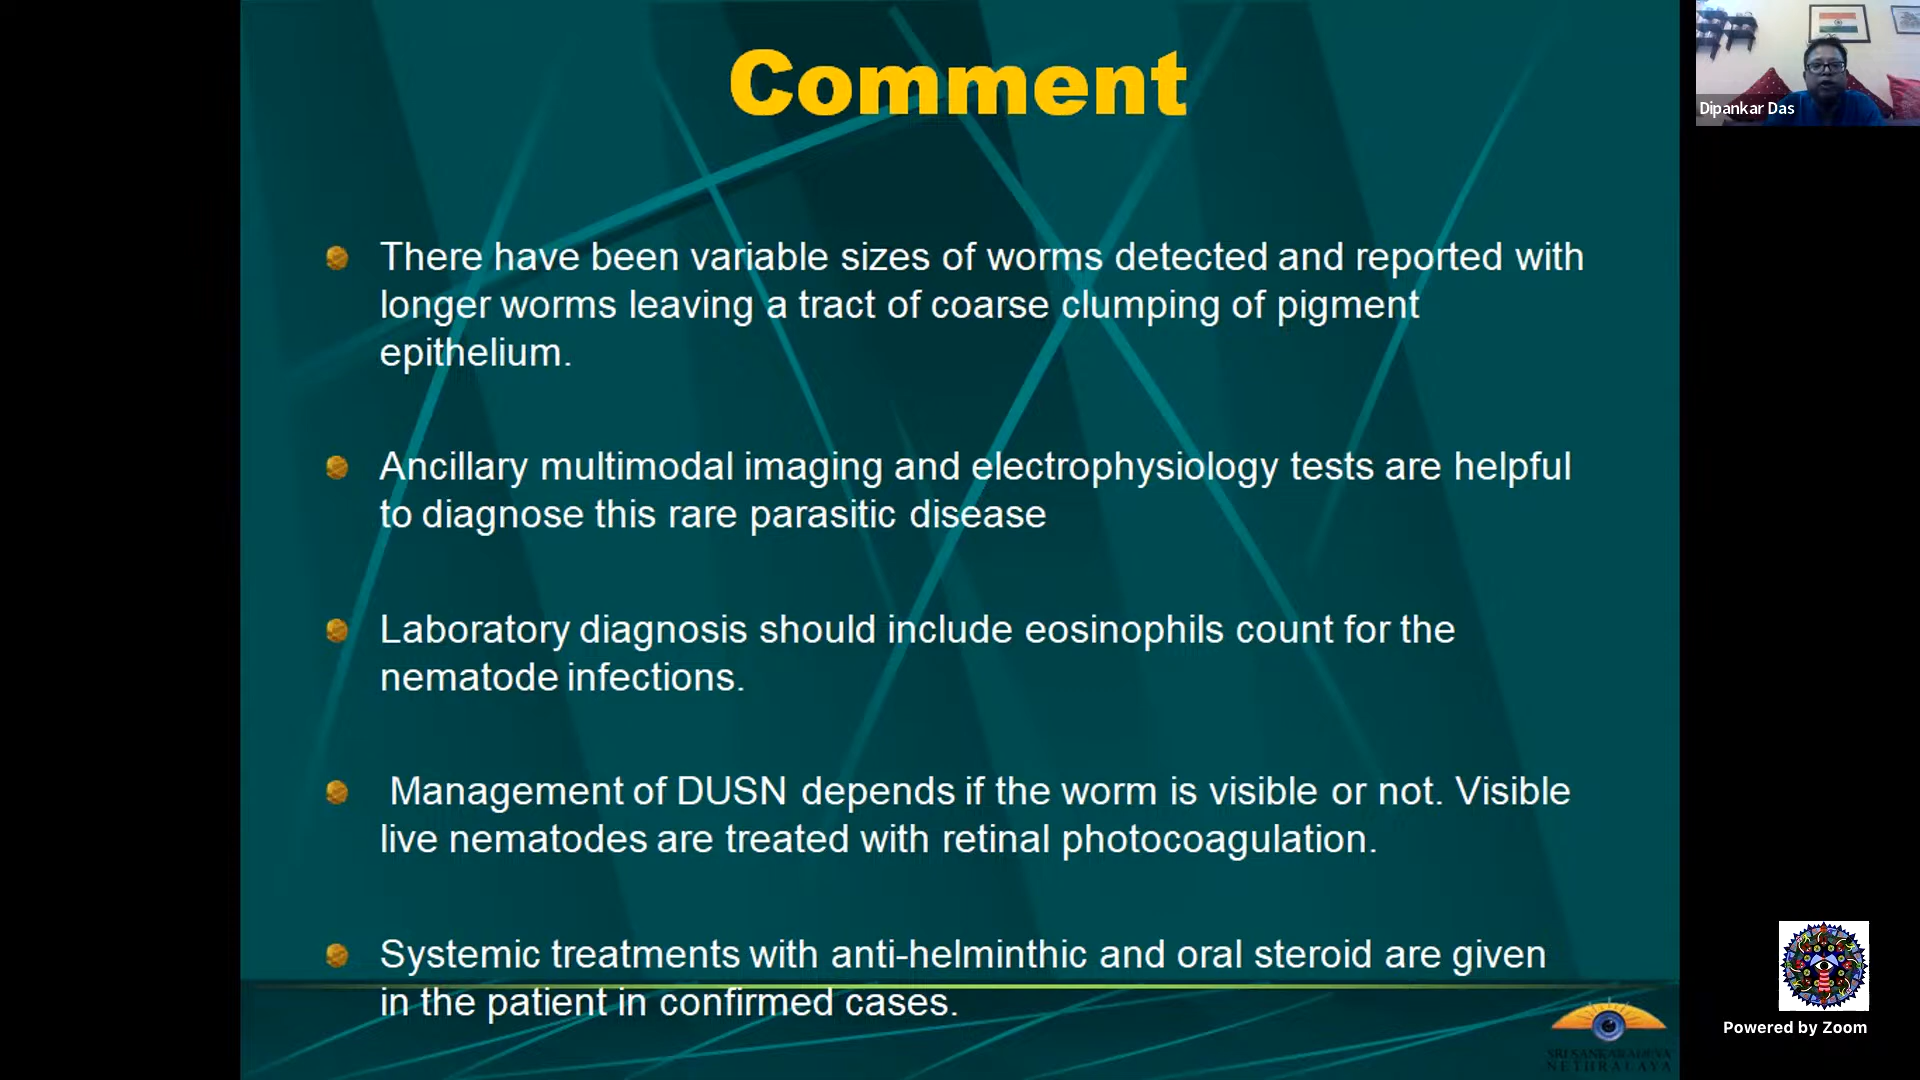 Comment
There have been variable sizes of worms detected and reported with
longer worms leaving a tract of coarse clumping of pigment
epithelium.
Ancillary multimodal imaging and electrophysiology tests are helpful
to diagnose this rare parasitic disease
Laboratory diagnosis should include eosinophils count for the
nematode infections.
Management of DUSN depends if the worm is visible or not. Visible
live nematodes are treated with retinal photocoagulation.
Systemic treatments with anti-helminthic and oral steroid are given
in the patient in confirmed cases.
Dipankar Das
Powered by Zoom
SRI SANKARADEVA
NETHRALAYA